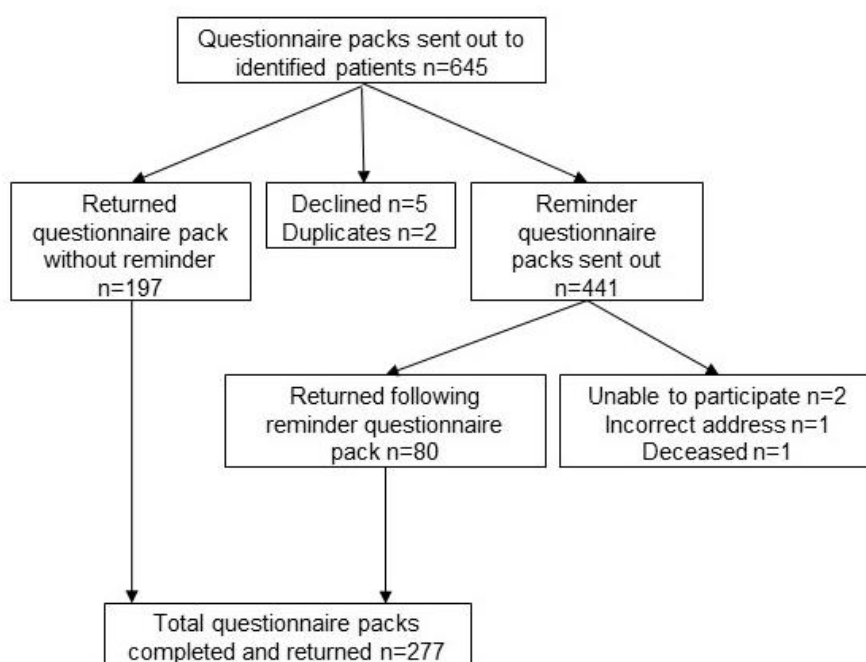 Questionnaire packs sent out to
identified patients n=645
Returned
questionnaire pack
without reminder
n=197
Declined n=5
Duplicates n=2
Reminder
questionnaire
packs sent out
n=441
Returned following
reminder questionnaire
pack n=80
Unable to participate n=2
Incorrect address n=1
Deceased n=1
Total questionnaire packs
completed and returned n=277